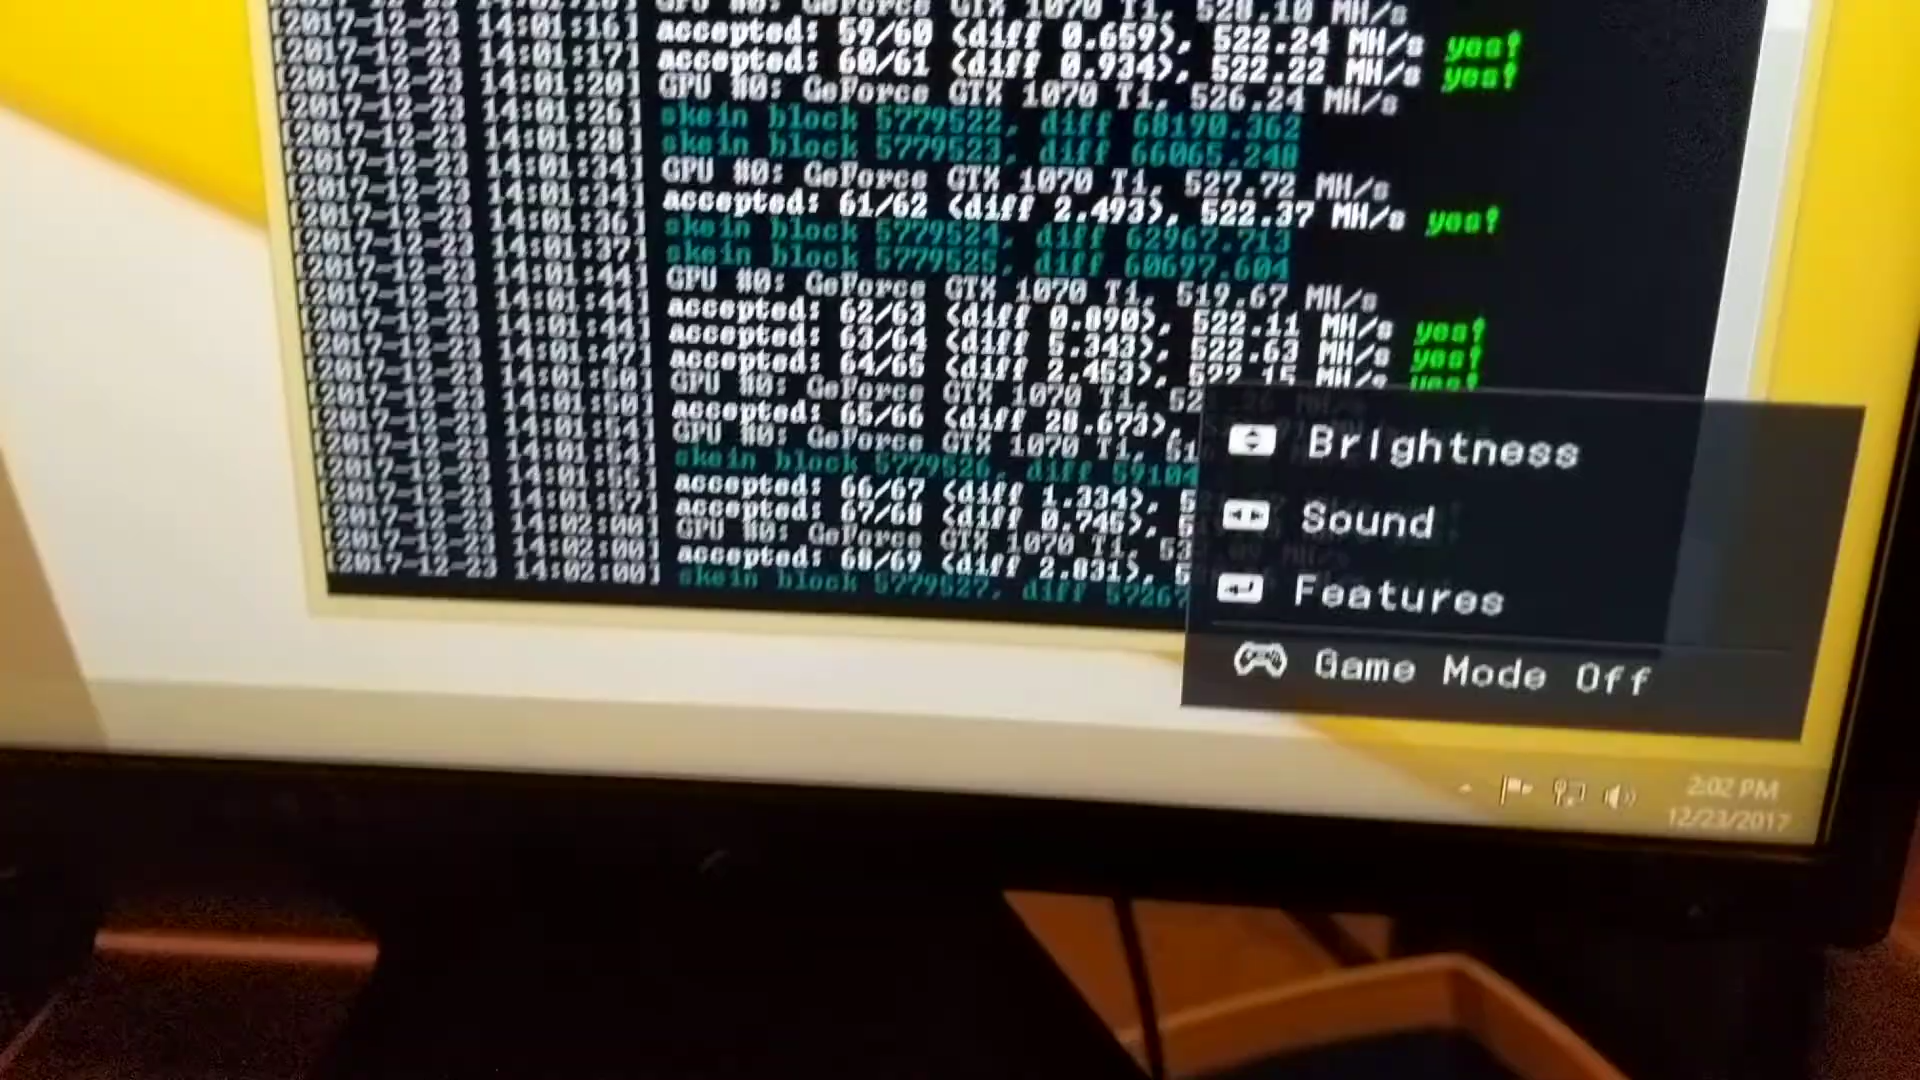 GPU #0: GeForce GTX 1070 Ti, 528.10 MH/s
[2017-12-23 14:01:16] accepted: 59/60 (diff 0.659), 522.24 MH/s yes!
[2017-12-23 14:01:17] accepted: 60/61 (diff 0.934), 522.22 MH/s yes!
[2017-12-23 14:01:20] GPU #0: GeForce GTX 1070 Ti, 526.24 MH/s
[2017-12-23 14:01:26] skein block 5779522, diff 68190.362
[2017-12-23 14:01:28] skein block 5779523, diff 66065.240
[2017-12-23 14:01:34] GPU #0: GeForce GTX 1070 Ti, 527.72 MH/s
[2017-12-23 14:01:34] accepted: 61/62 (diff 2.493), 522.37 MH/s yes!
[2017-12-23 14:01:36] skein block 5779524, diff 62967.713
[2017-12-23 14:01:37] skein block 5779525, diff 60697.604
[2017-12-23 14:01:44] GPU #0: GeForce GTX 1070 Ti, 519.67 MH/s
[2017-12-23 14:01:44] accepted: 62/63 (diff 0.890), 522.11 MH/s yes!
[2017-12-23 14:01:44] accepted: 63/64 (diff 5.343), 522.63 MH/s yes!
[2017-12-23 14:01:47] accepted: 64/65 (diff 2.453), 522.15 MH/s yes!
[2017-12-23 14:01:50] GPU #0: GeForce GTX 1070 Ti,
[2017-12-23 14:01:50] accepted: 65/66 (diff 28.673),
[2017-12-23 14:01:54] GPU #0: GeForce GTX 1070 Ti,
[2017-12-23 14:01:54] skein block 5779526, diff 59104
[2017-12-23 14:01:55] accepted: 66/67 (diff 1.334),
[2017-12-23 14:01:57] accepted: 67/68 (diff 0.745),
[2017-12-23 14:02:00] GPU #0: GeForce GTX 1070 Ti,
[2017-12-23 14:02:00] accepted: 68/69 (diff 2.831),
[2017-12-23 14:02:00] skein block 5779527, diff 57267
Brightness
Sound
Features
Game Mode Off
2:02 PM
12/23/2017